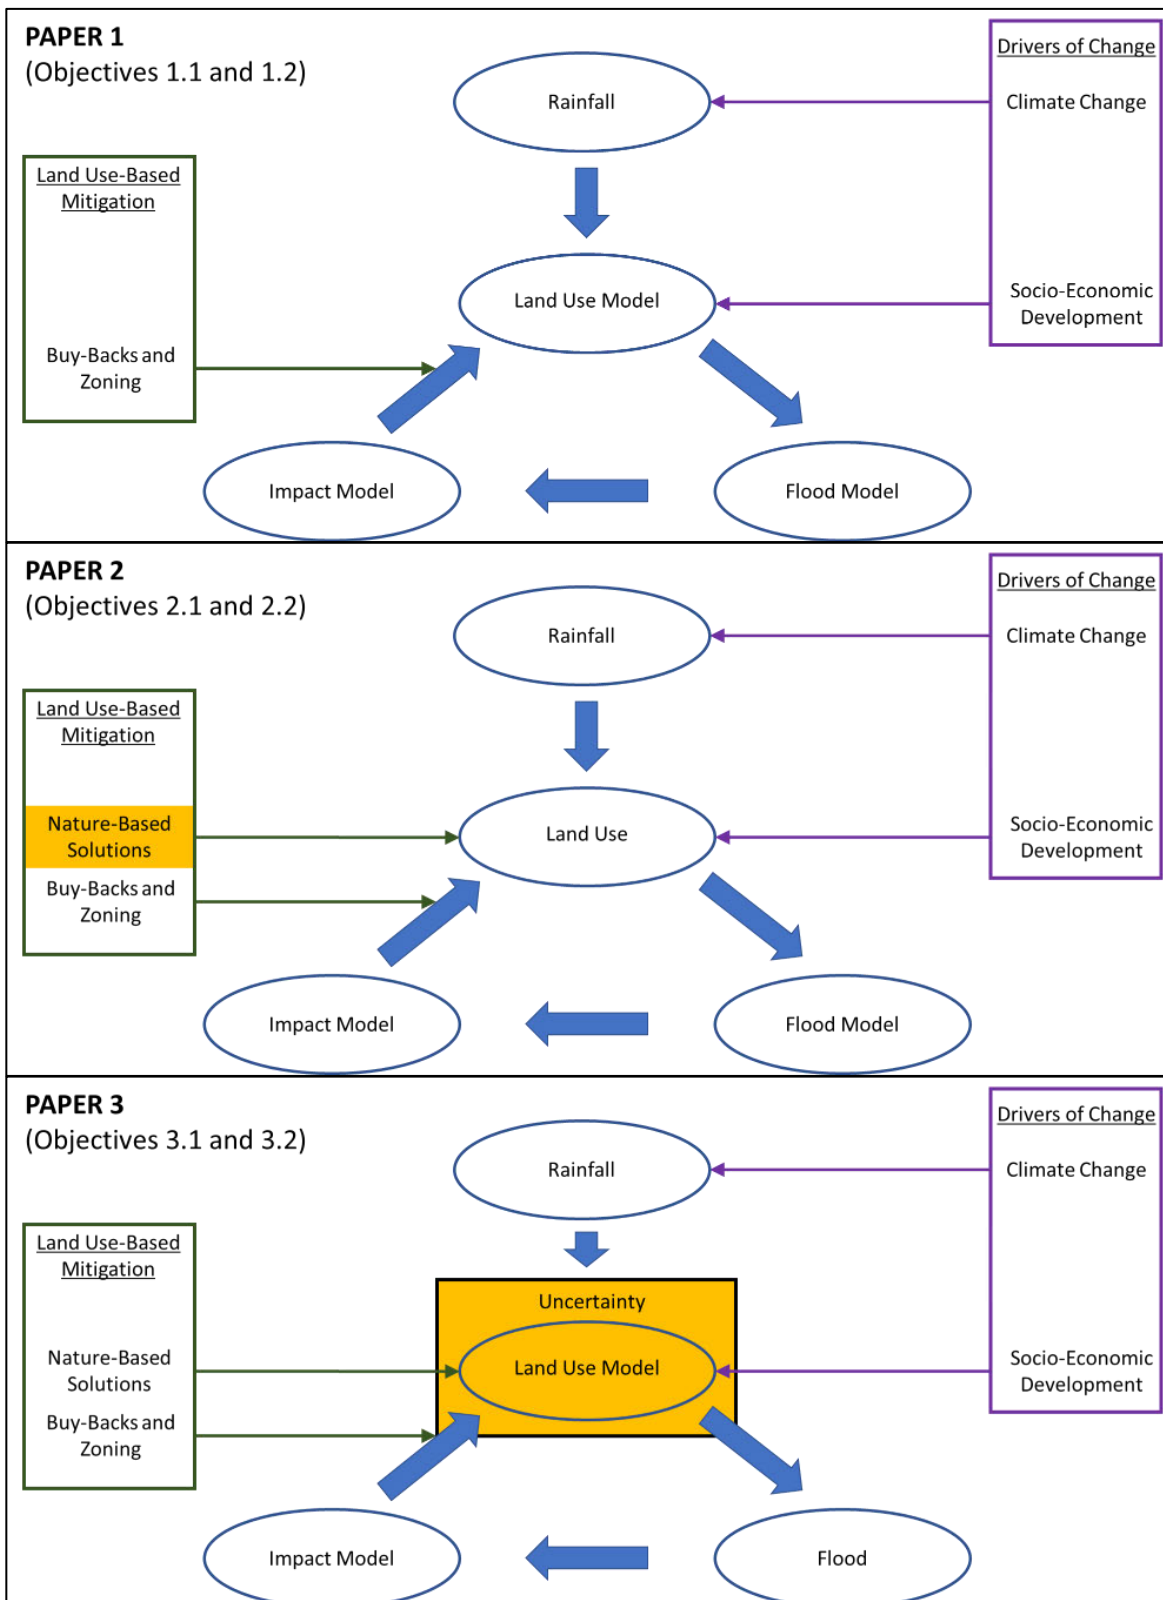 PAPER 1
(Objectives 1.1 and 1.2)
Drivers of Change
Rainfall
Climate Change
Land Use-Based
Mitigation
Land Use Model
Socio-Economic
Development
Buy-Backs and
Zoning
Impact Model
Flood Model
PAPER 2
(Objectives 2.1 and 2.2)
Drivers of Change
Rainfall
Climate Change
Land Use-Based
Mitigation
Nature-Based
Solutions
Land Use
Socio-Economic
Development
Buy-Backs and
Zoning
Impact Model
Flood Model
PAPER 3
(Objectives 3.1 and 3.2)
Drivers of Change
Rainfall
Climate Change
Land Use-Based
Mitigation
Uncertainty
Nature-Based
Solutions
Land Use Model
Socio-Economic
Development
Buy-Backs and
Zoning
Impact Model
Flood